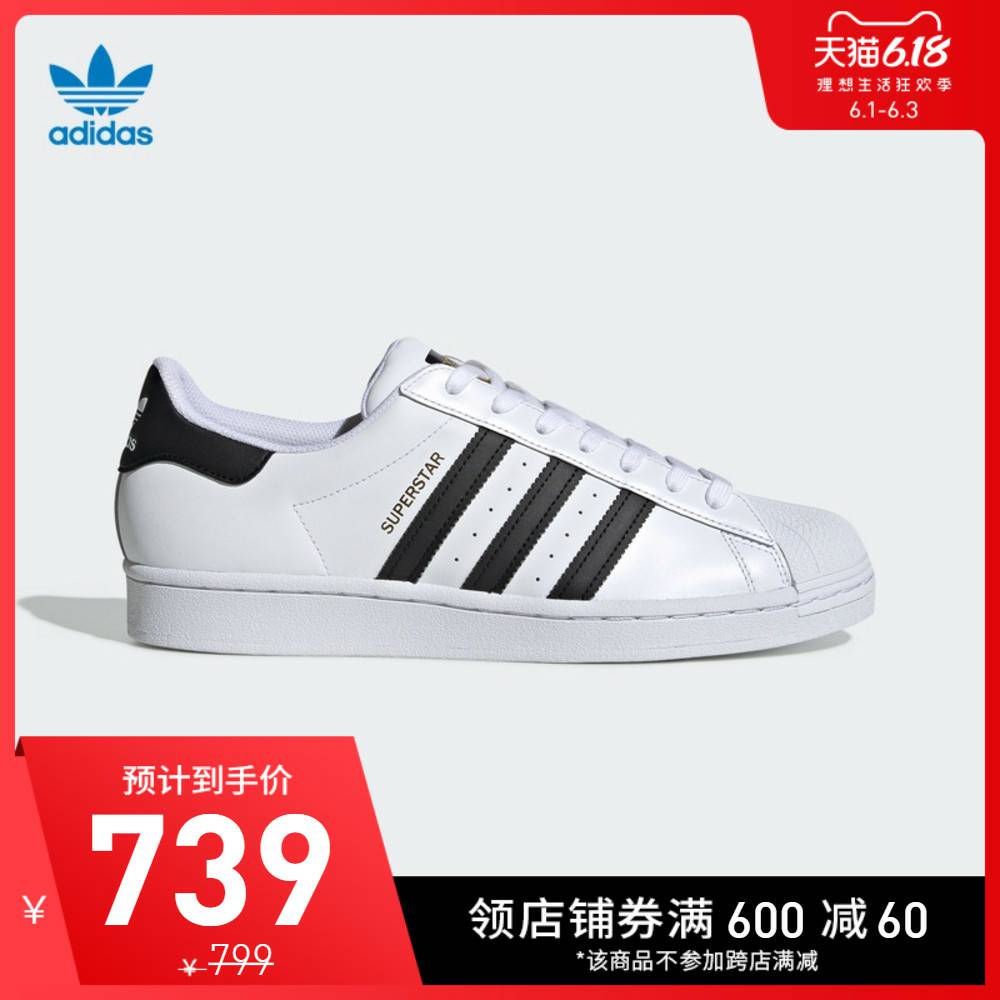 adidas
天猫6.18
理想生活狂欢季
6.1-6.3
SUPERSTAR
预计到手价
¥ 739
¥ 799
领店铺券满 600 减 60
*该商品不参加跨店满减